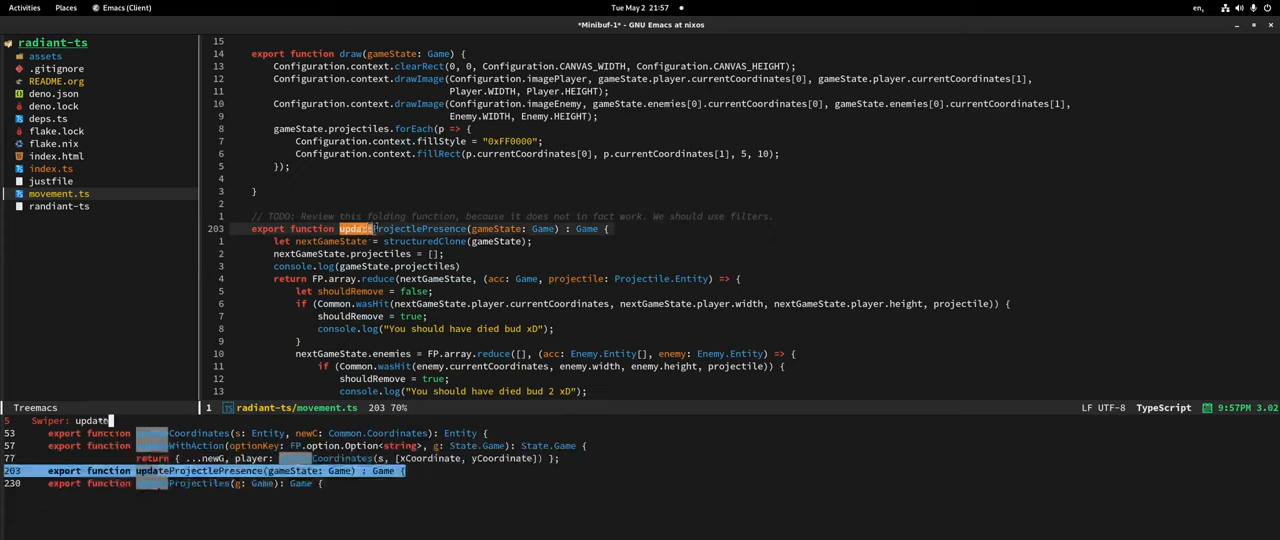 Activities Places Emacs (Client) Tue May 2 21:57 en,
*Minibuf-1* - GNU Emacs at nixos
radiant-ts
assets
.gitignore
README.org
deno.json
deno.lock
deps.ts
flake.lock
flake.nix
index.html
index.ts
justfile
movement.ts
randiant-ts
15
14 export function draw(gameState: Game) {
13 Configuration.context.clearRect(0, 0, Configuration.CANVAS_WIDTH, Configuration.CANVAS_HEIGHT);
12 Configuration.context.drawImage(Configuration.imagePlayer, gameState.player.currentCoordinates[0], gameState.player.currentCoordinates[1],
11 Player.WIDTH, Player.HEIGHT);
10 Configuration.context.drawImage(Configuration.imageEnemy, gameState.enemies[0].currentCoordinates[0], gameState.enemies[0].currentCoordinates[1],
9 Enemy.WIDTH, Enemy.HEIGHT);
8 gameState.projectiles.forEach(p => {
7 Configuration.context.fillStyle = "0xFF0000";
6 Configuration.context.fillRect(p.currentCoordinates[0], p.currentCoordinates[1], 5, 10);
5 });
4
3 }
2
1 // TODO: Review this folding function, because it does not in fact work. We should use filters.
203 export function updateProjectlePresence(gameState: Game) : Game {
1 let nextGameState = structuredClone(gameState);
2 nextGameState.projectiles = [];
3 console.log(gameState.projectiles)
4 return FP.array.reduce(nextGameState, (acc: Game, projectile: Projectile.Entity) => {
5 let shouldRemove = false;
6 if (Common.wasHit(nextGameState.player.currentCoordinates, nextGameState.player.width, nextGameState.player.height, projectile)) {
7 shouldRemove = true;
8 console.log("You should have died bud xD");
9 }
10 nextGameState.enemies = FP.array.reduce([], (acc: Enemy.Entity[], enemy: Enemy.Entity) => {
11 if (Common.wasHit(enemy.currentCoordinates, enemy.width, enemy.height, projectile)) {
12 shouldRemove = true;
13 console.log("You should have died bud 2 xD");
Treemacs 1 radiant-ts/movement.ts 203 70% LF UTF-8 TypeScript 9:57PM 3.02
5 Swiper: update
53 export function updateCoordinates(s: Entity, newC: Common.Coordinates): Entity {
57 export function updateWithAction(optionKey: FP.option.Option<string>, g: State.Game): State.Game {
77 return { ...newG, player: updateCoordinates(s, [xCoordinate, yCoordinate]) };
203 export function updateProjectlePresence(gameState: Game) : Game {
230 export function updateProjectiles(g: Game): Game {